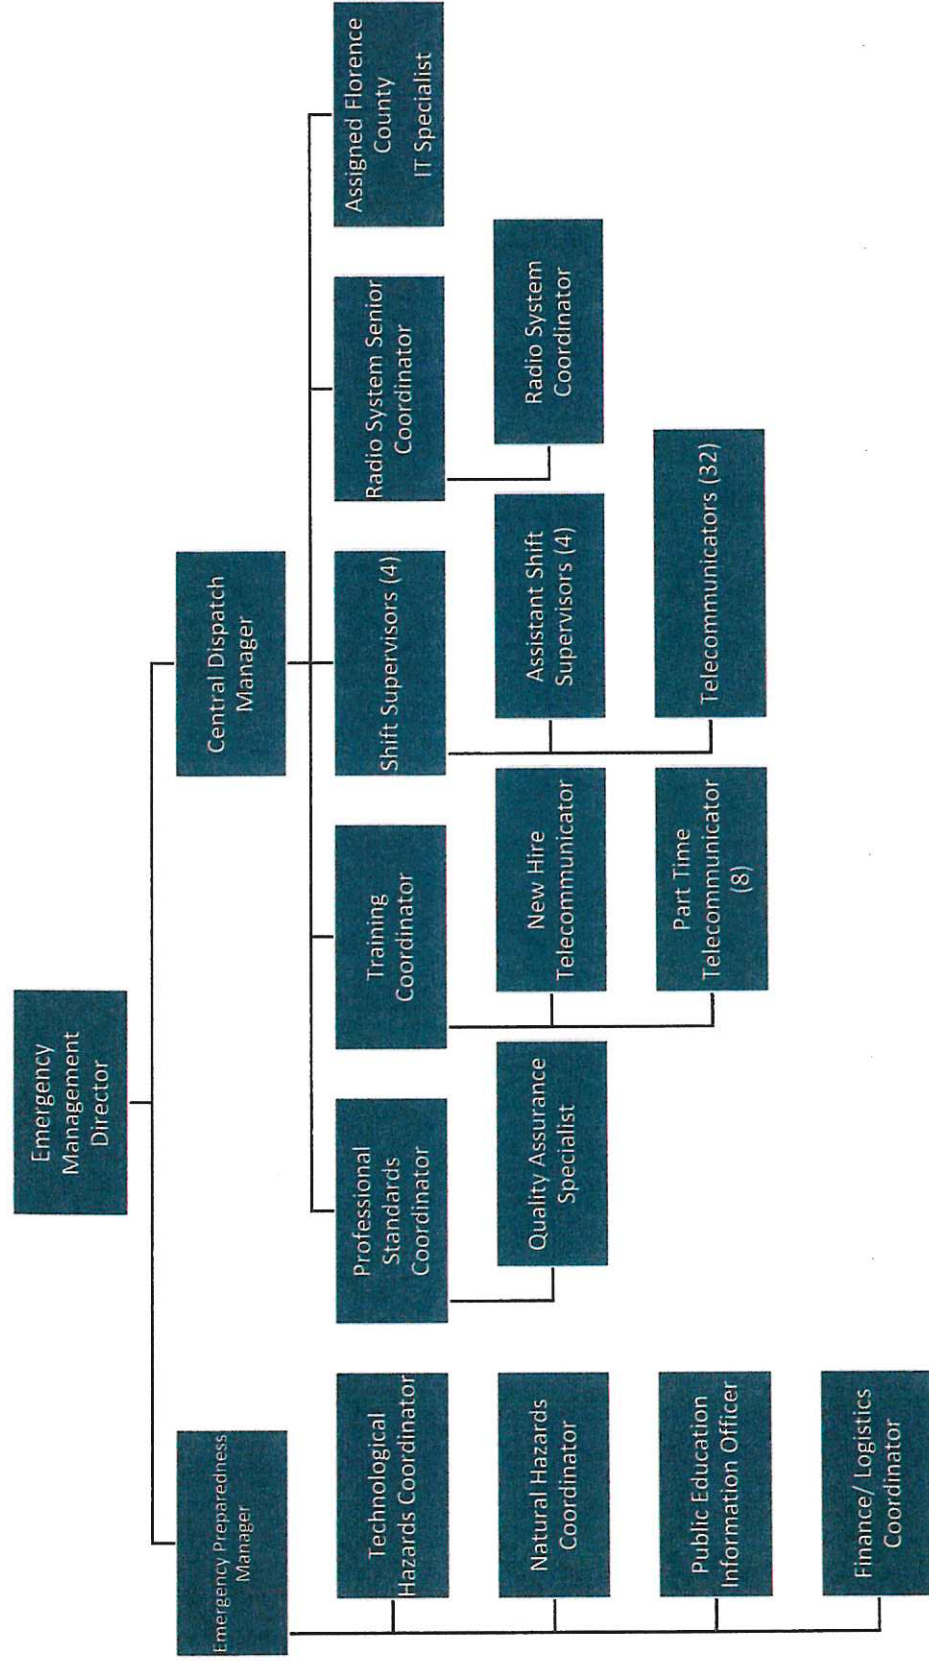 Emergency
Management
Director
Emergency Preparedness
Manager
Central Dispatch
Manager
Technological
Hazards Coordinator
Natural Hazards
Coordinator
Public Education
Information Officer
Finance/ Logistics
Coordinator
Professional
Standards
Coordinator
Quality Assurance
Specialist
Training
Coordinator
New Hire
Telecommunicator
Part Time
Telecommunicator
(8)
Shift Supervisors (4)
Assistant Shift
Supervisors (4)
Telecommunicators (32)
Radio System Senior
Coordinator
Radio System
Coordinator
Assigned Florence
County
IT Specialist